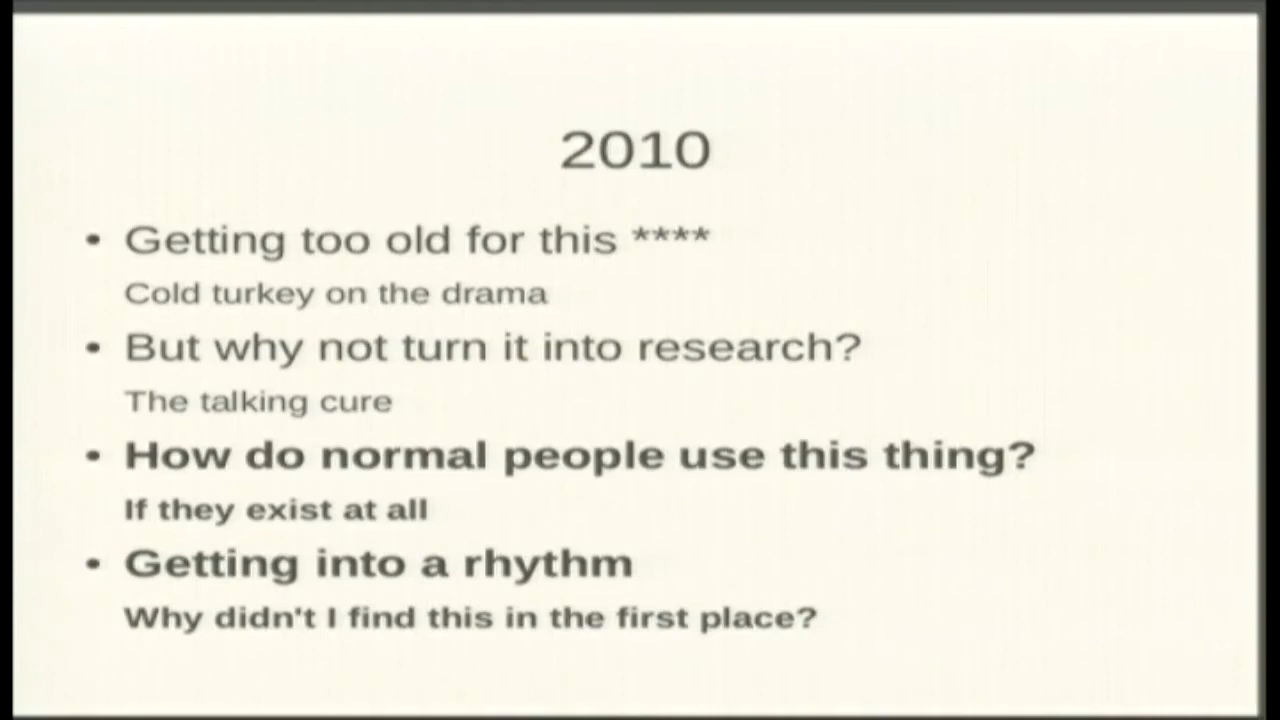 2010
• Getting too old for this ****
Cold turkey on the drama
• But why not turn it into research?
The talking cure
• How do normal people use this thing?
If they exist at all
• Getting into a rhythm
Why didn't I find this in the first place?